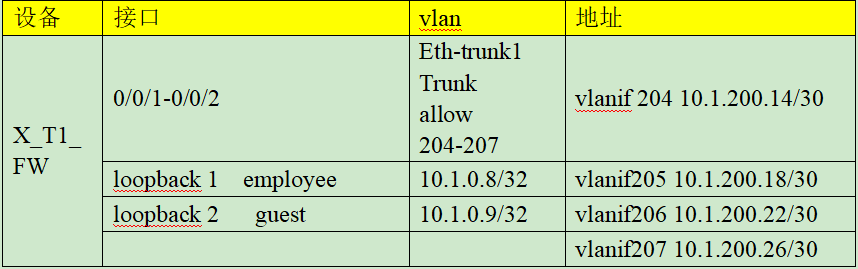 设备 接口 vlan 地址
X_T1_
FW
0/0/1-0/0/2
Eth-trunk1
Trunk
allow
204-207
vlanif 204 10.1.200.14/30
loopback 1 employee 10.1.0.8/32 vlanif205 10.1.200.18/30
loopback 2 guest 10.1.0.9/32 vlanif206 10.1.200.22/30
vlanif207 10.1.200.26/30